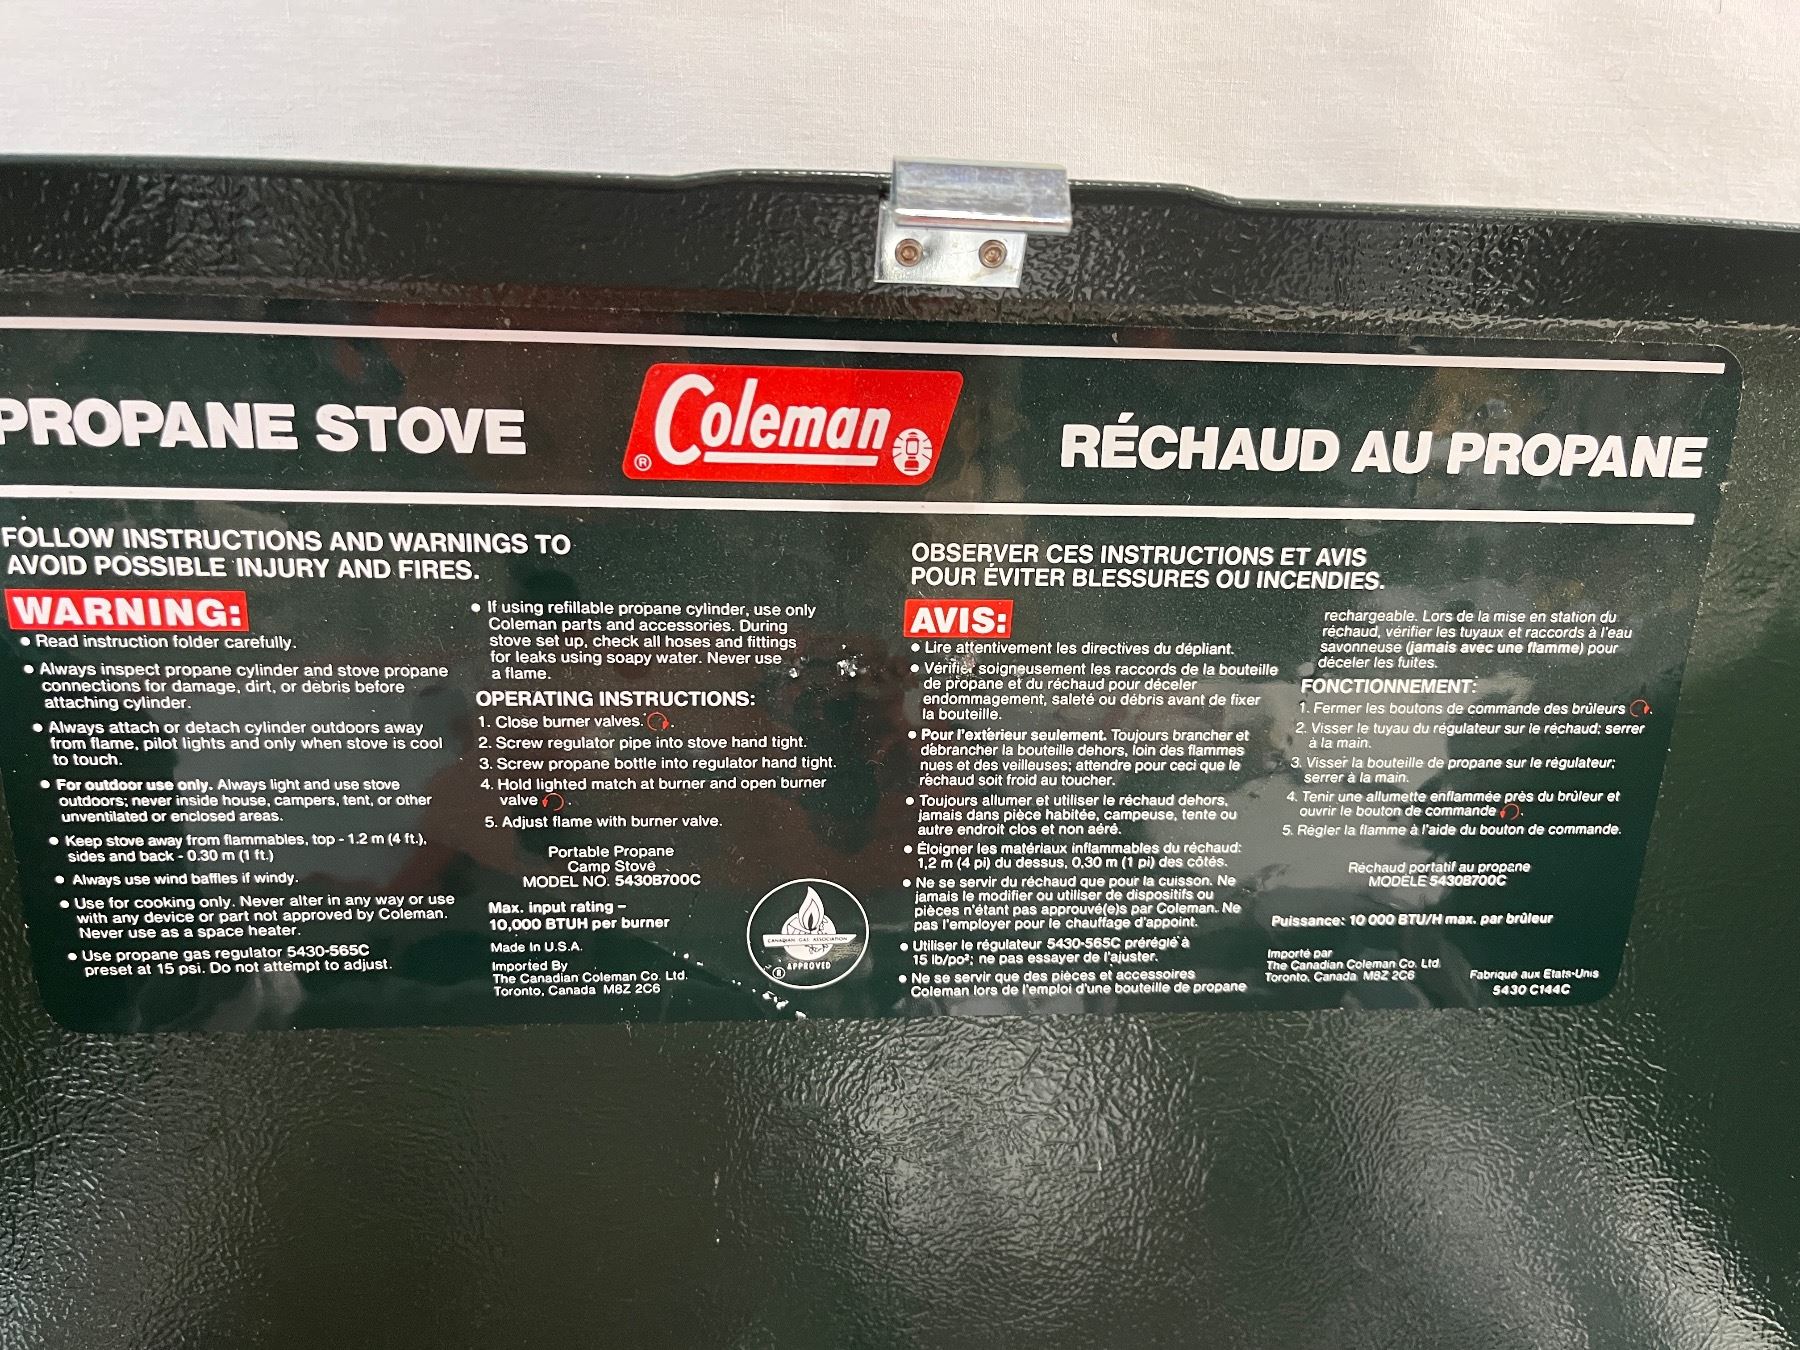 PROPANE STOVE
Coleman
®
RÉCHAUD AU PROPANE
FOLLOW INSTRUCTIONS AND WARNINGS TO
AVOID POSSIBLE INJURY AND FIRES.
WARNING:
• Read instruction folder carefully.
• Always inspect propane cylinder and stove propane
connections for damage, dirt, or debris before
attaching cylinder.
• Always attach or detach cylinder outdoors away
from flame, pilot lights and only when stove is cool
to touch.
• For outdoor use only. Always light and use stove
outdoors; never inside house, campers, tent, or other
unventilated or enclosed areas.
• Keep stove away from flammables, top - 1.2 m (4 ft.),
sides and back - 0.30 m (1 ft.)
• Always use wind baffles if windy.
• Use for cooking only. Never alter in any way or use
with any device or part not approved by Coleman.
Never use as a space heater.
• Use propane gas regulator 5430-565C
preset at 15 psi. Do not attempt to adjust.
• If using refillable propane cylinder, use only
Coleman parts and accessories. During
stove set up, check all hoses and fittings
for leaks using soapy water. Never use
a flame.
OPERATING INSTRUCTIONS:
1. Close burner valves.
2. Screw regulator pipe into stove hand tight.
3. Screw propane bottle into regulator hand tight.
4. Hold lighted match at burner and open burner
valve
5. Adjust flame with burner valve.
Portable Propane
Camp Stove
MODEL NO. 5430B700C
Max. input rating –
10,000 BTUH per burner
Made In U.S.A.
Imported By
The Canadian Coleman Co. Ltd.
Toronto, Canada M8Z 2C6
CANADIAN GAS ASSOCIATION
® APPROVED
OBSERVER CES INSTRUCTIONS ET AVIS
POUR ÉVITER BLESSURES OU INCENDIES.
AVIS:
• Lire attentivement les directives du dépliant.
• Vérifier soigneusement les raccords de la bouteille
de propane et du réchaud pour déceler
endommagement, saleté ou débris avant de fixer
la bouteille.
• Pour l'extérieur seulement. Toujours brancher et
débrancher la bouteille dehors, loin des flammes
nues et des veilleuses; attendre pour ceci que le
réchaud soit froid au toucher.
• Toujours allumer et utiliser le réchaud dehors,
jamais dans pièce habitée, campeuse, tente ou
autre endroit clos et non aéré.
• Éloigner les matériaux inflammables du réchaud:
1,2 m (4 pi) du dessus, 0,30 m (1 pi) des côtés.
• Ne se servir du réchaud que pour la cuisson. Ne
jamais le modifier ou utiliser de dispositifs ou
pièces n'étant pas approuvé(e)s par Coleman. Ne
pas l'employer pour le chauffage d'appoint.
• Utiliser le régulateur 5430-565C préréglé à
15 lb/po²; ne pas essayer de l'ajuster.
• Ne se servir que des pièces et accessoires
Coleman lors de l'emploi d'une bouteille de propane
rechargeable. Lors de la mise en station du
réchaud, vérifier les tuyaux et raccords à l'eau
savonneuse (jamais avec une flamme) pour
déceler les fuites.
FONCTIONNEMENT:
1. Fermer les boutons de commande des brûleurs
2. Visser le tuyau du régulateur sur le réchaud; serrer
à la main.
3. Visser la bouteille de propane sur le régulateur;
serrer à la main.
4. Tenir une allumette enflammée près du brûleur et
ouvrir le bouton de commande
5. Régler la flamme à l'aide du bouton de commande.
Réchaud portatif au propane
MODÈLE 5430B700C
Puissance: 10 000 BTU/H max. par brûleur
Importé par
The Canadian Coleman Co. Ltd.
Toronto, Canada M8Z 2C6
Fabriqué aux États-Unis
5430 C144C